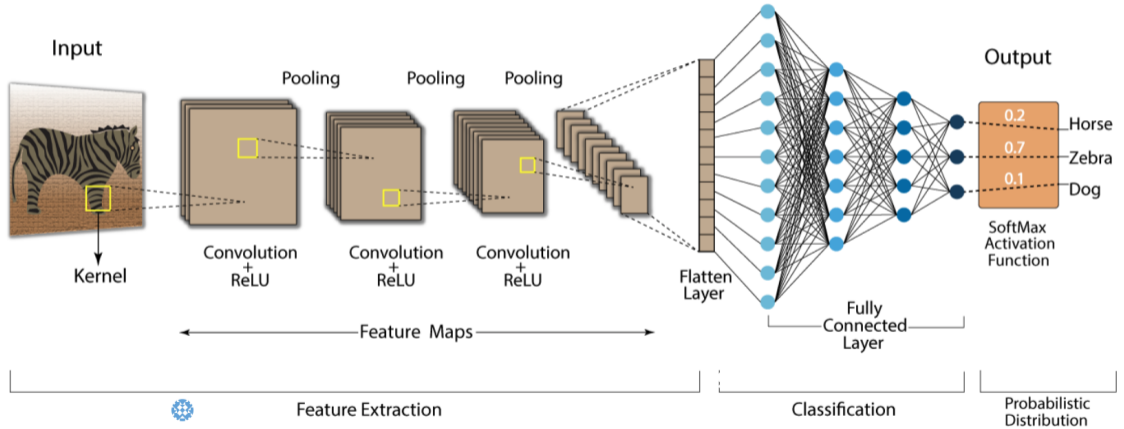 Input
Pooling
Pooling
Pooling
Output
0.2
Horse
0.7
Zebra
0.1
Dog
Kernel
Convolution
+
ReLU
Convolution
+
ReLU
Convolution
+
ReLU
Flatten
Layer
SoftMax
Activation
Function
Fully
Connected
Layer
Feature Maps
Feature Extraction
Classification
Probabilistic
Distribution